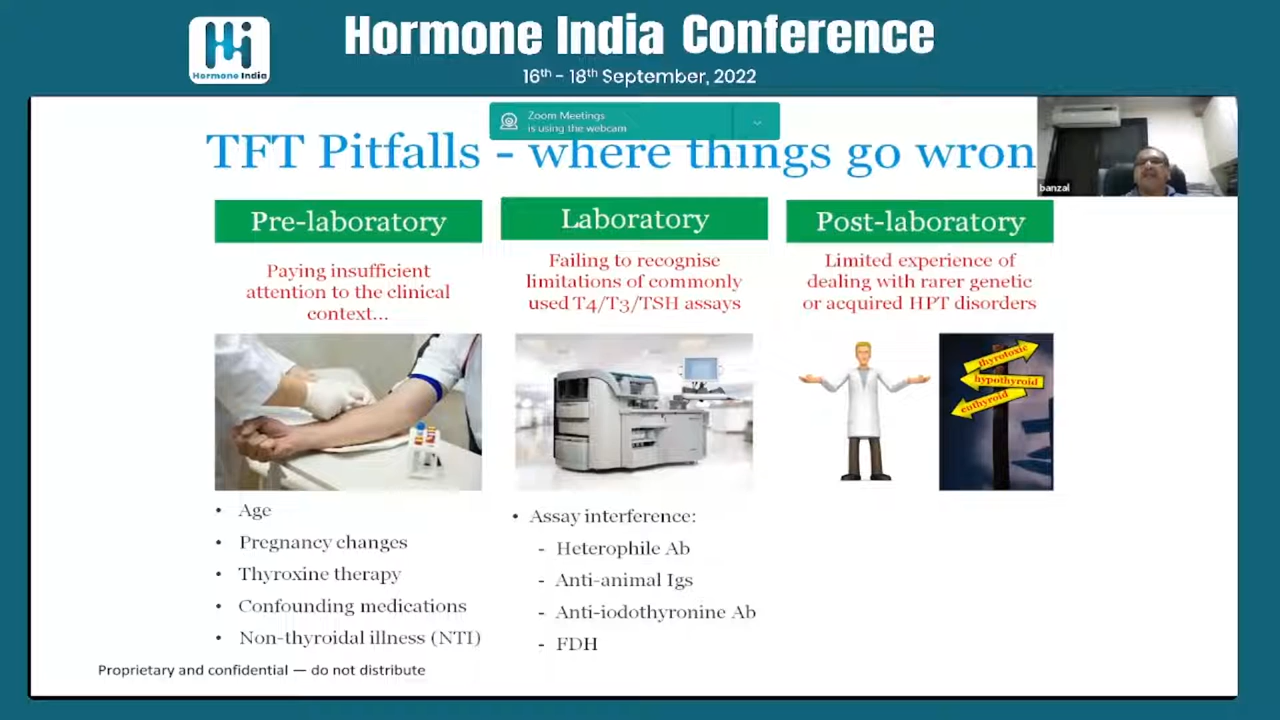 Hormone India Conference
Hormone India
16th - 18th September, 2022
Zoom Meetings
is using the webcam
TFT Pitfalls - where things go wron
banzal
Pre-laboratory
Paying insufficient
attention to the clinical
context...
Laboratory
Failing to recognise
limitations of commonly
used T4/T3/TSH assays
Post-laboratory
Limited experience of
dealing with rarer genetic
or acquired HPT disorders
thyrotoxic
hypothyroid
euthyroid
• Age
• Pregnancy changes
• Thyroxine therapy
• Confounding medications
• Non-thyroidal illness (NTI)
• Assay interference:
- Heterophile Ab
- Anti-animal Igs
- Anti-iodothyronine Ab
- FDH
Proprietary and confidential — do not distribute